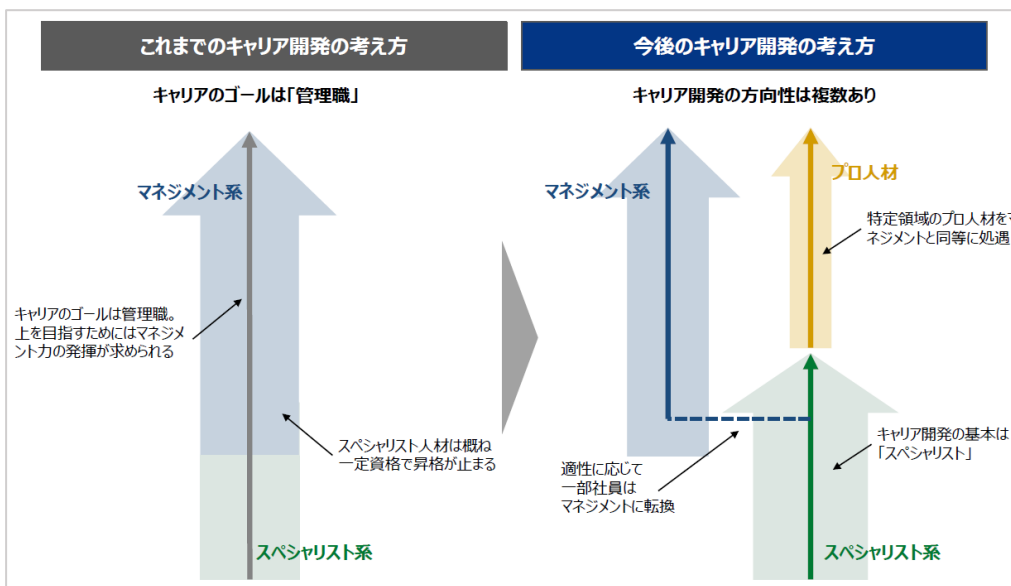 これまでのキャリア開発の考え方
キャリアのゴールは「管理職」
マネジメント系
キャリアのゴールは管理職。
上を目指すためにはマネジメ
ント力の発揮が求められる
スペシャリスト人材は概ね
一定資格で昇格が止まる
スペシャリスト系
今後のキャリア開発の考え方
キャリア開発の方向性は複数あり
マネジメント系
プロ人材
特定領域のプロ人材をマ
ネジメントと同等に処遇
適性に応じて
一部社員は
マネジメントに転換
キャリア開発の基本は
「スペシャリスト」
スペシャリスト系